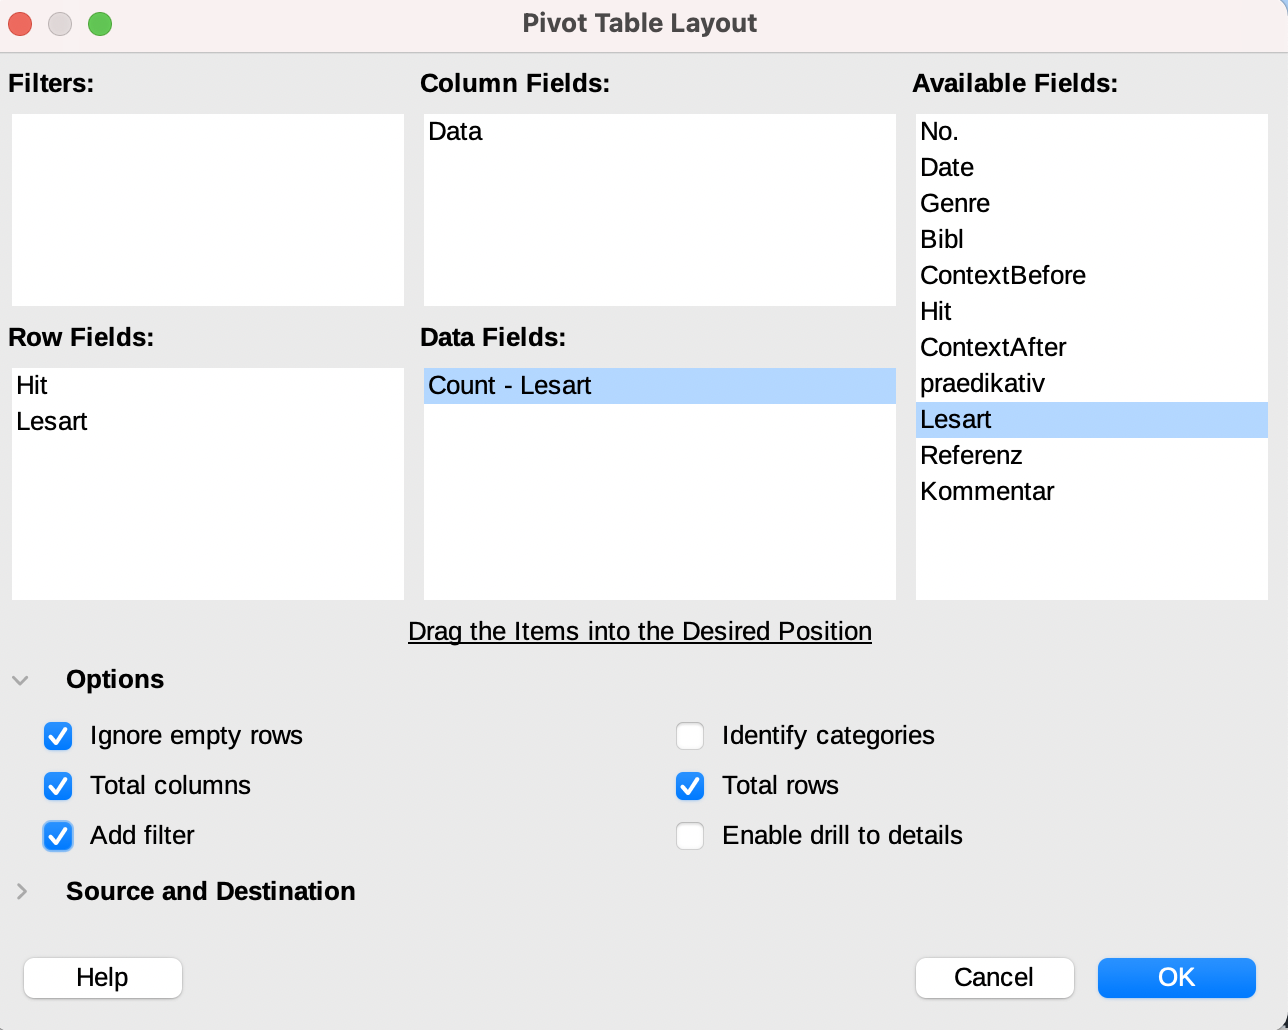 Pivot Table Layout
Filters:
Column Fields:
Data
Available Fields:
No.
Date
Genre
Bibl
ContextBefore
Hit
ContextAfter
praedikativ
Lesart
Referenz
Kommentar
Row Fields:
Hit
Lesart
Data Fields:
Count - Lesart
Drag the Items into the Desired Position
Options
Ignore empty rows
Identify categories
Total columns
Total rows
Add filter
Enable drill to details
Source and Destination
Help
Cancel
OK